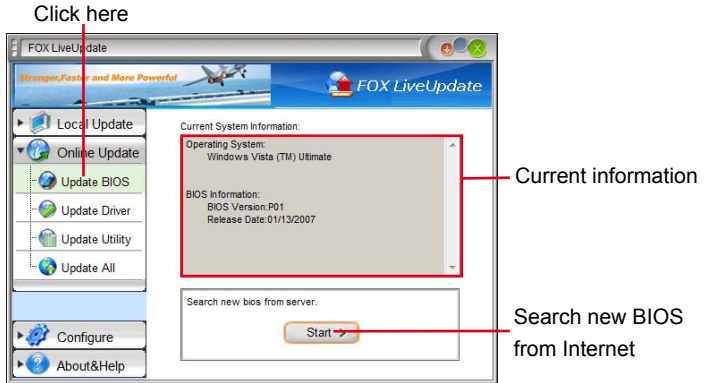 Click here
FOX LiveUpdate
Stronger,Faster and More Powerful
FOX LiveUpdate
Local Update
Online Update
Update BIOS
Update Driver
Update Utility
Update All
Configure
About&Help
Current System Information:
Operating System:
Windows Vista (TM) Ultimate
BIOS Information:
BIOS Version:P01
Release Date:01/13/2007
Search new bios from server.
Start
Current information
Search new BIOS
from Internet